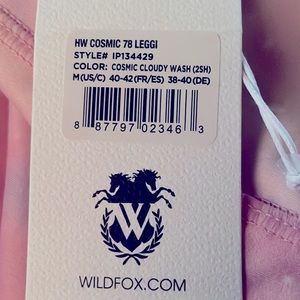 HW COSMIC 78 LEGGI
STYLE# IP134429
COLOR: COSMIC CLOUDY WASH (2SH)
M(US/C) 40-42(FR/ES) 38-40(DE)
8 87797 02346 3
W
WILDFOX.COM